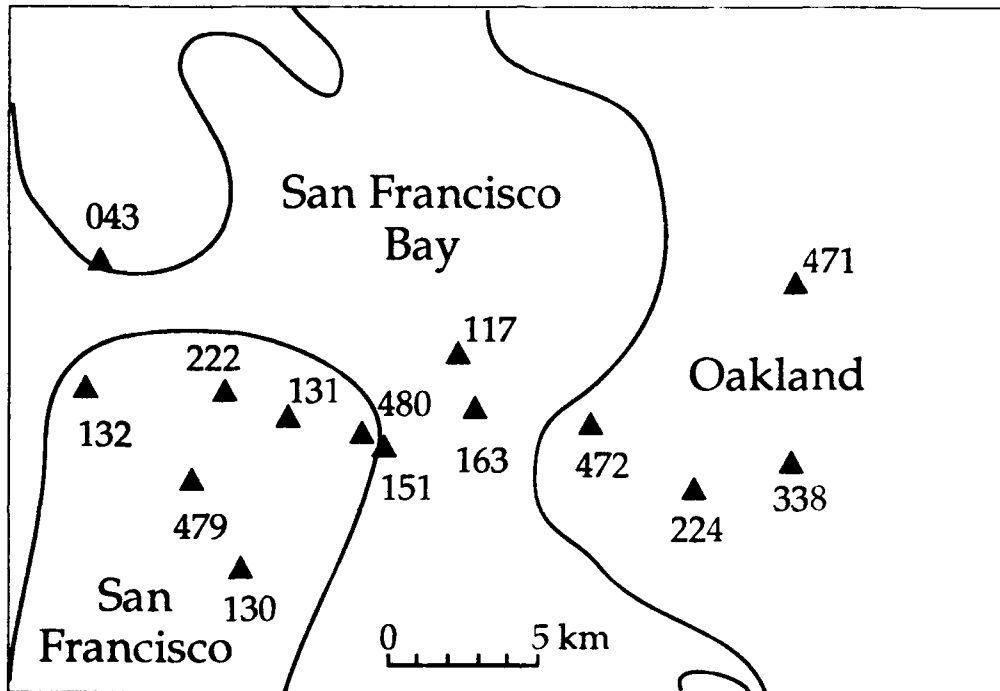 San Francisco
Bay
043
471
117
Oakland
222
131
480
132
163
472
151
338
479
224
San
Francisco
130
0 5 km